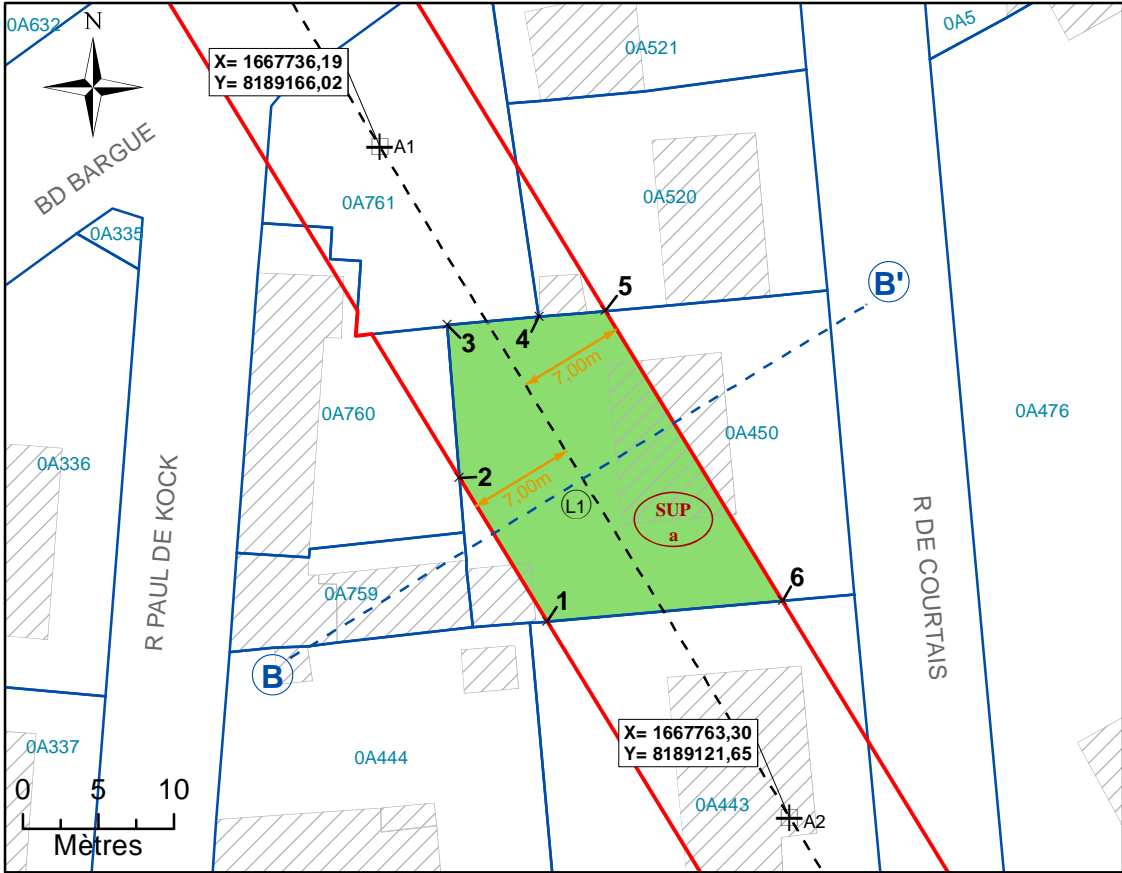 0A632
N
0A5
0A521
X= 1667736,19
Y= 8189166,02
A1
BD BARGUE
0A761
0A520
0A335
B'
5
3
4
7,00m
0A760
0A450
0A476
0A336
2
7,00m
L1
SUP
a
R PAUL DE KOCK
R DE COURTAIS
0A759
1
6
B
X= 1667763,30
Y= 8189121,65
0A337
0A444
0A443
A2
0 5 10
Mètres